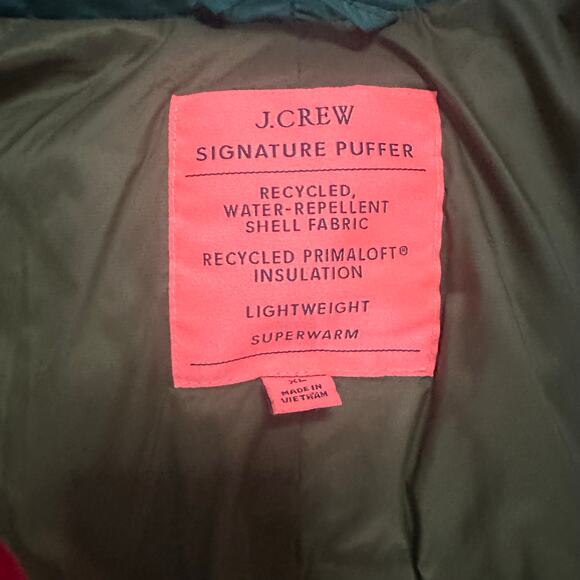 J.CREW
SIGNATURE PUFFER
RECYCLED,
WATER-REPELLENT
SHELL FABRIC
RECYCLED PRIMALOFT®
INSULATION
LIGHTWEIGHT
SUPERWARM
XL
MADE IN
VIETNAM